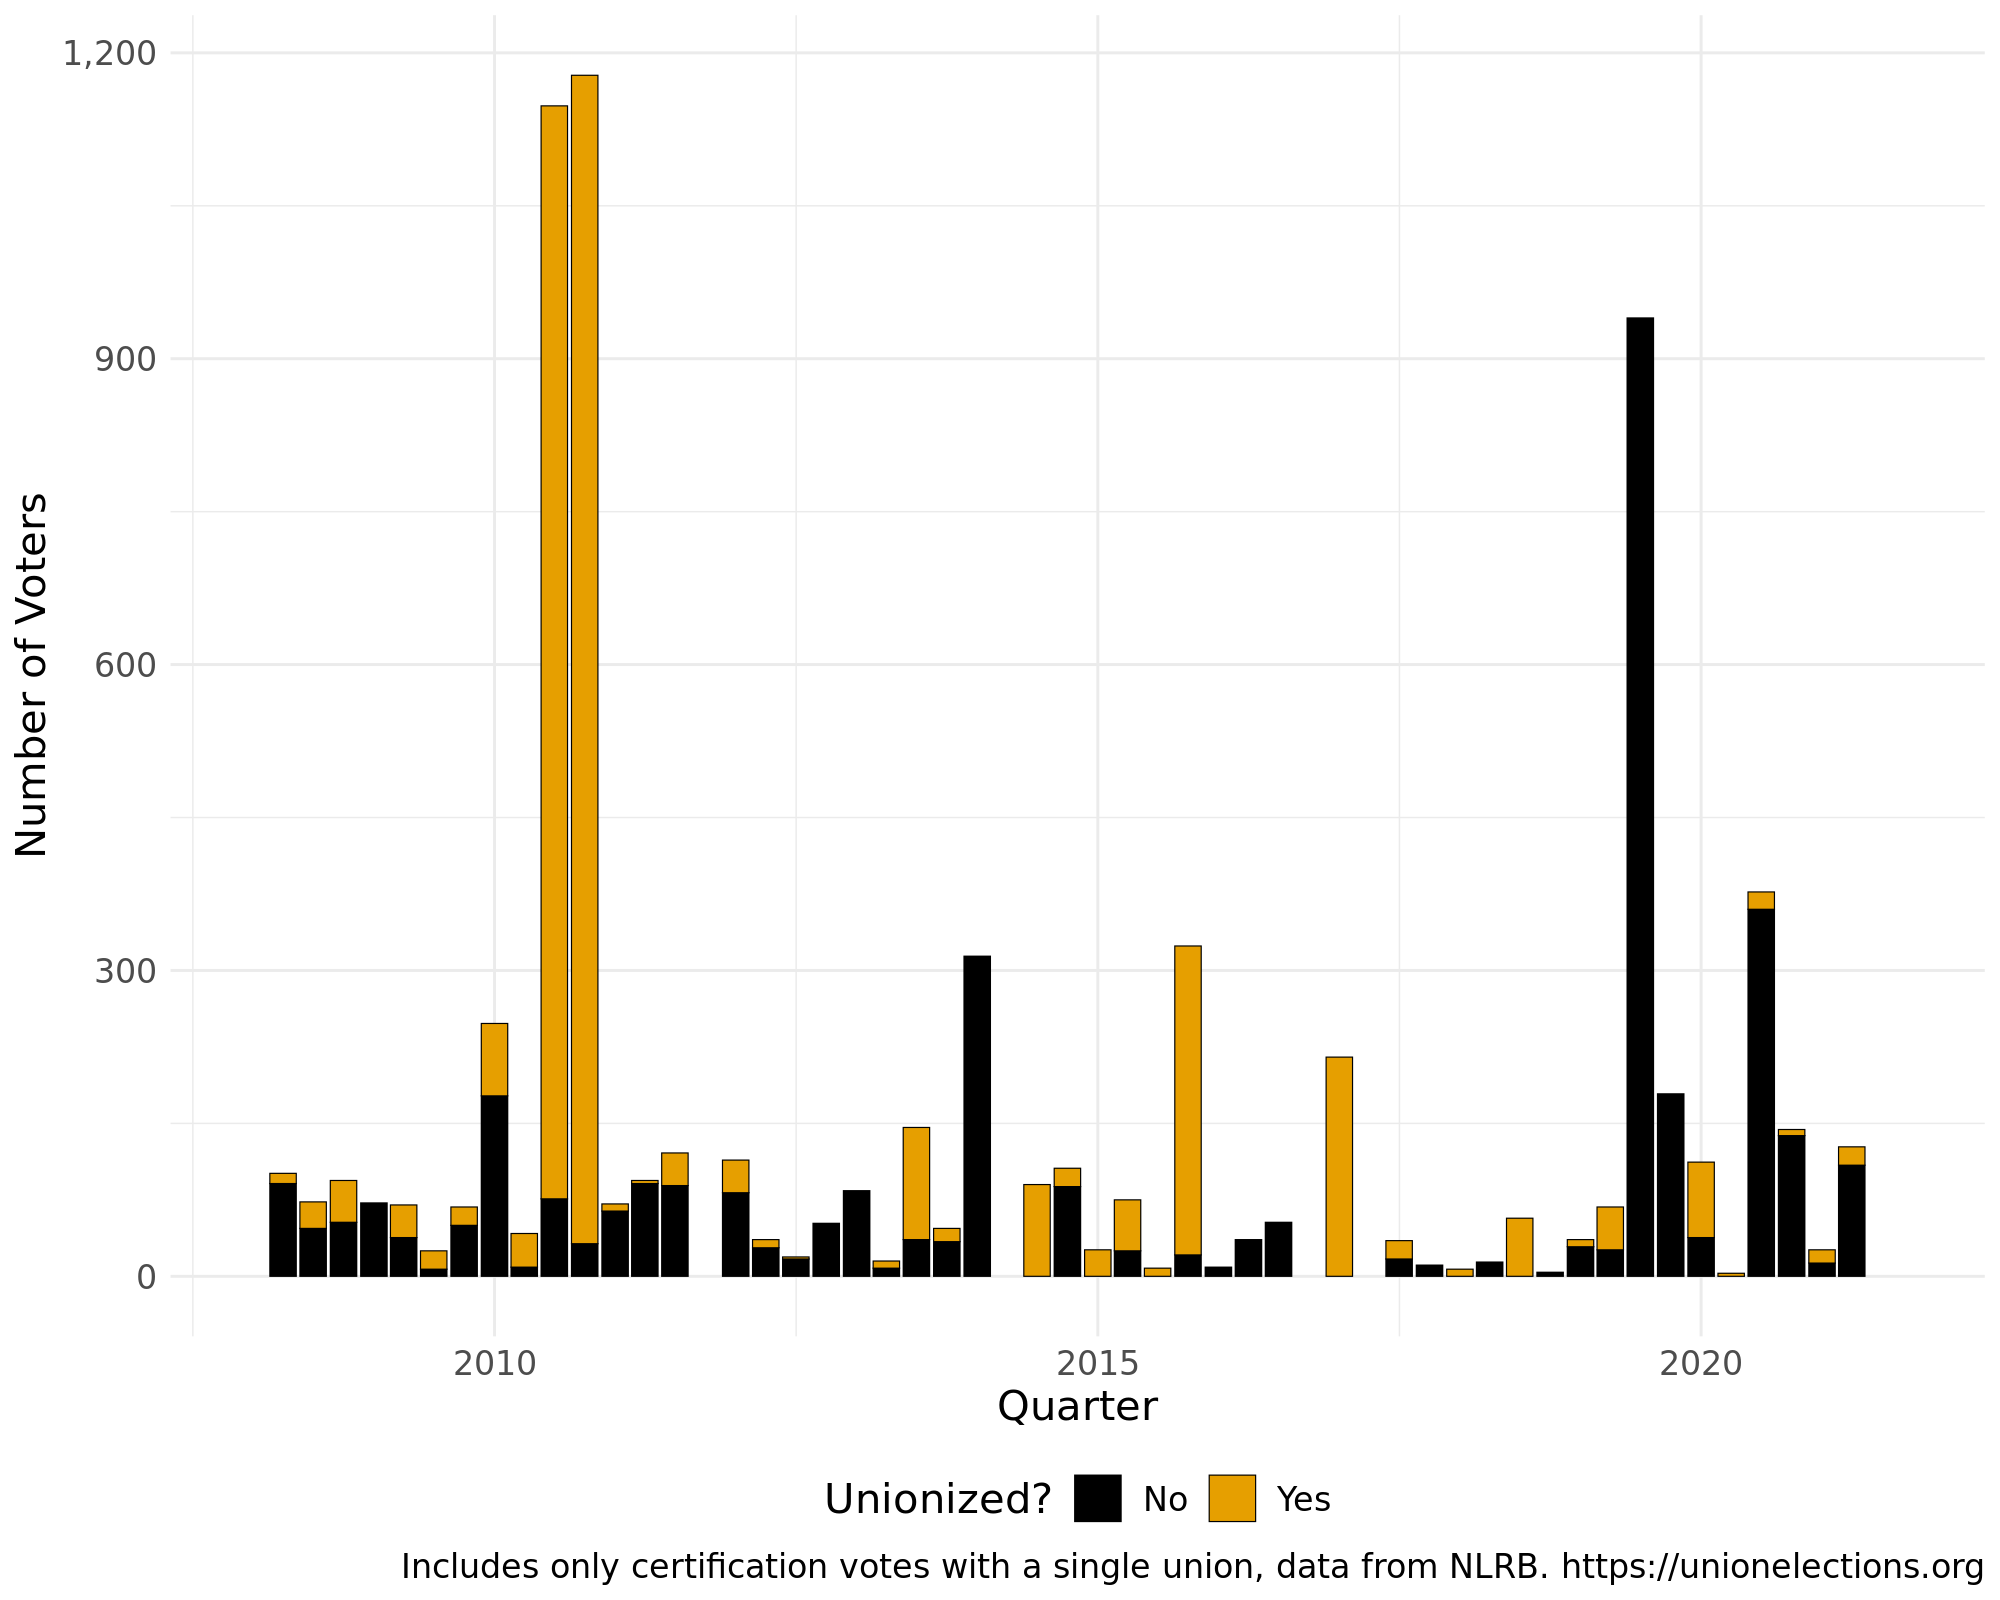 1,200
900
600
300
0
Number of Voters
2010 2015 2020
Quarter
Unionized? No Yes
Includes only certification votes with a single union, data from NLRB. https://unionelections.org